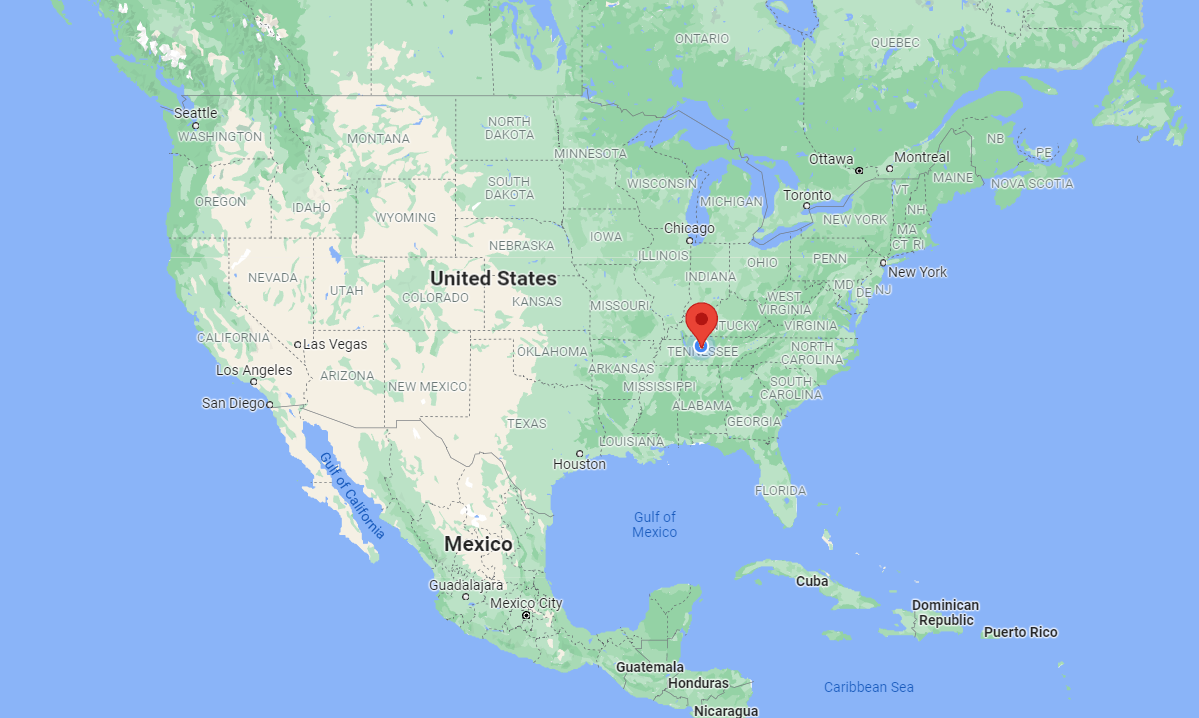 ONTARIO
QUEBEC
Seattle
WASHINGTON
MONTANA
NORTH
DAKOTA
MINNESOTA
Ottawa
Montreal
NB
PE
MAINE
NOVA SCOTIA
OREGON
IDAHO
WYOMING
SOUTH
DAKOTA
WISCONSIN
MICHIGAN
Toronto
VT
NH
NEW YORK
MA
CT RI
Chicago
IOWA
NEBRASKA
ILLINOIS
INDIANA
OHIO
PENN
New York
MD
DE
NJ
NEVADA
UTAH
COLORADO
United States
KANSAS
MISSOURI
WEST
VIRGINIA
TUCKY
VIRGINIA
CALIFORNIA
Las Vegas
OKLAHOMA
TENNESSEE
NORTH
CAROLINA
Los Angeles
ARIZONA
NEW MEXICO
ARKANSAS
MISSISSIPPI
SOUTH
CAROLINA
San Diego
ALABAMA
GEORGIA
TEXAS
LOUISIANA
Houston
FLORIDA
Gulf of California
Gulf of
Mexico
Mexico
Guadalajara
Mexico City
Cuba
Dominican
Republic
Puerto Rico
Guatemala
Honduras
Nicaragua
Caribbean Sea